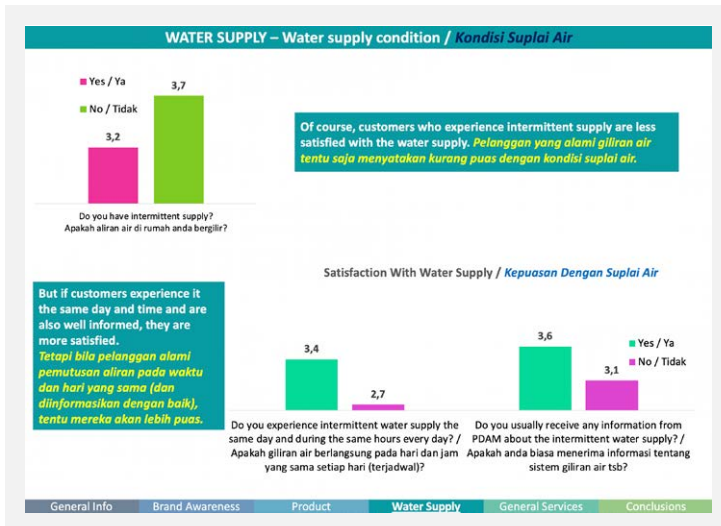 WATER SUPPLY – Water supply condition / Kondisi Suplai Air
Yes / Ya
No / Tidak
3,2
3,7
Do you have intermittent supply?
Apakah aliran air di rumah anda bergilir?
Of course, customers who experience intermittent supply are less
satisfied with the water supply. Pelanggan yang alami giliran air
tentu saja menyatakan kurang puas dengan kondisi suplai air.
Satisfaction With Water Supply / Kepuasan Dengan Suplai Air
But if customers experience it
the same day and time and are
also well informed, they are
more satisfied.
Tetapi bila pelanggan alami
pemutusan aliran pada waktu
dan hari yang sama (dan
diinformasikan dengan baik),
tentu mereka akan lebih puas.
3,4
2,7
Do you experience intermittent water supply the
same day and during the same hours every day? /
Apakah giliran air berlangsung pada hari dan jam
yang sama setiap hari (terjadwal)?
3,6
3,1
Yes / Ya
No / Tidak
Do you usually receive any information from
PDAM about the intermittent water supply? /
Apakah anda biasa menerima informasi tentang
sistem giliran air tsb?
General Info
Brand Awareness
Product
Water Supply
General Services
Conclusions